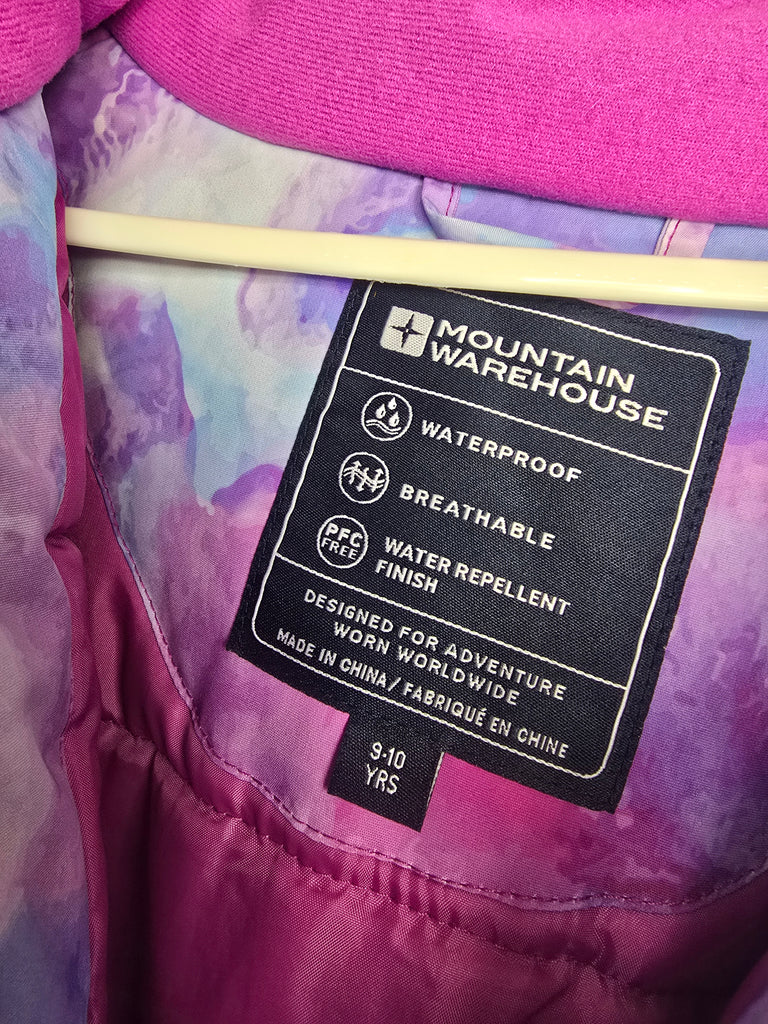 MOUNTAIN
WAREHOUSE
WATERPROOF
BREATHABLE
PFC
FREE
WATER REPELLENT
FINISH
DESIGNED FOR ADVENTURE
WORN WORLDWIDE
MADE IN CHINA / FABRIQUÉ EN CHINE
9-10
YRS